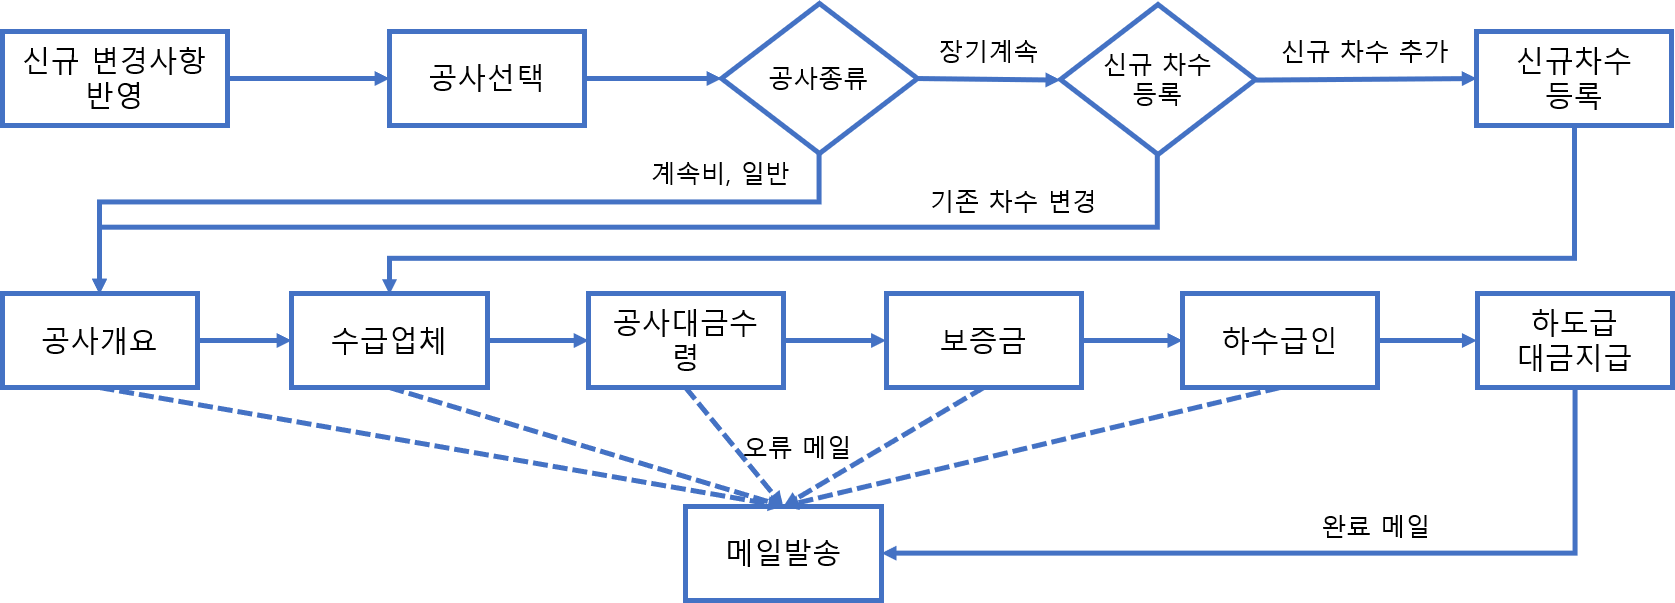 신규 변경사항
반영
공사선택
공사종류
장기계속
신규 차수
등록
신규 차수 추가
신규차수
등록
계속비, 일반
기존 차수 변경
공사개요
수급업체
공사대금수
령
보증금
하수급인
하도급
대금지급
오류 메일
완료 메일
메일발송